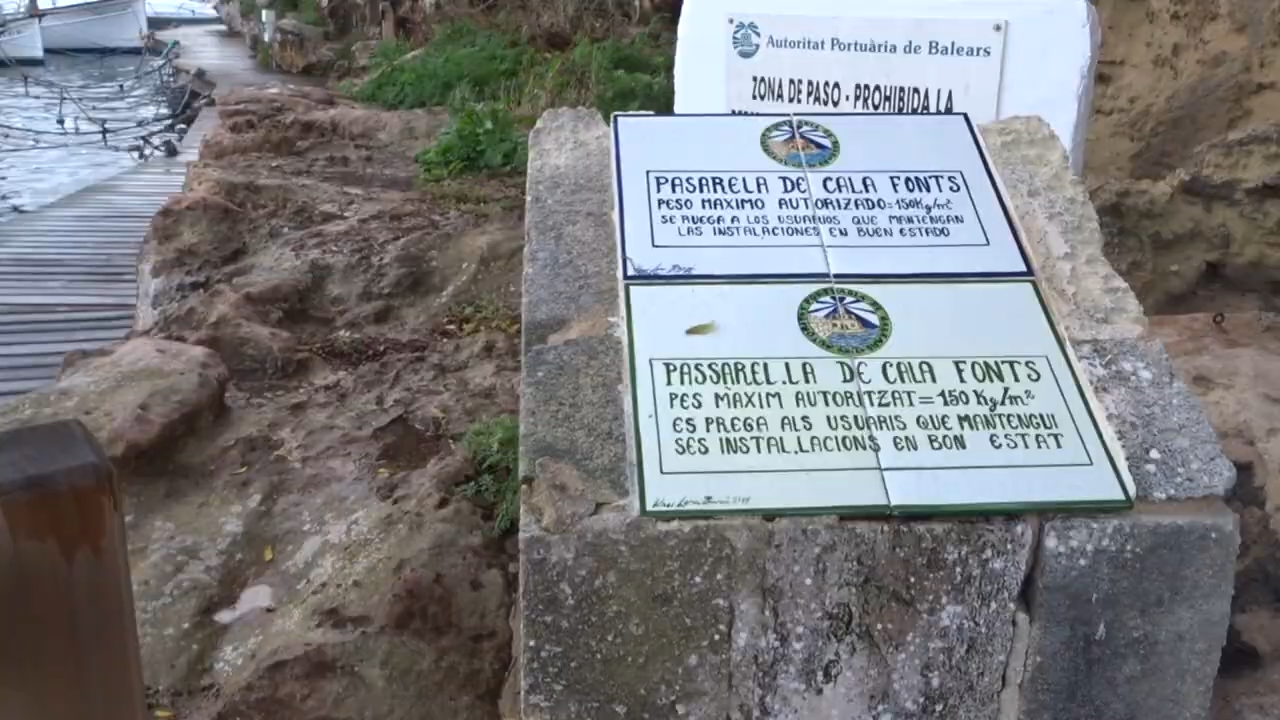 Autoritat Portuària de Balears
ZONA DE PASO - PROHIBIDA LA
PASARELA DE CALA FONTS
PESO MAXIMO AUTORIZADO=150Kg/m²
SE RUEGA A LOS USUARIOS QUE MANTENGAN
LAS INSTALACIONES EN BUEN ESTADO
PASSAREL.LA DE CALA FONTS
PES MAXIM AUTORITZAT=150 Kg/m²
ES PREGA ALS USUARIS QUE MANTENGUI
SES INSTAL.LACIONS EN BON ESTAT